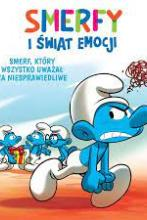 SMERFY
I ŚWIAT EMOCJI
SMERF, KTÓRY
WSZYSTKO UWAŻAŁ
ZA NIESPRAWIEDLIWE